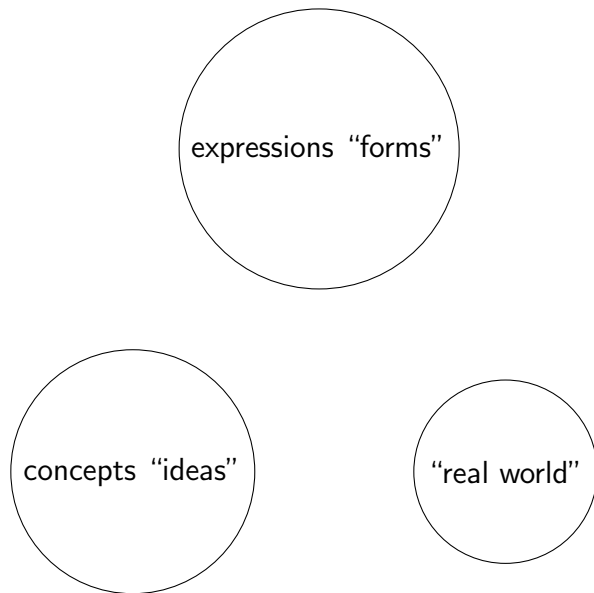 expressions “forms”
concepts “ideas”
“real world”